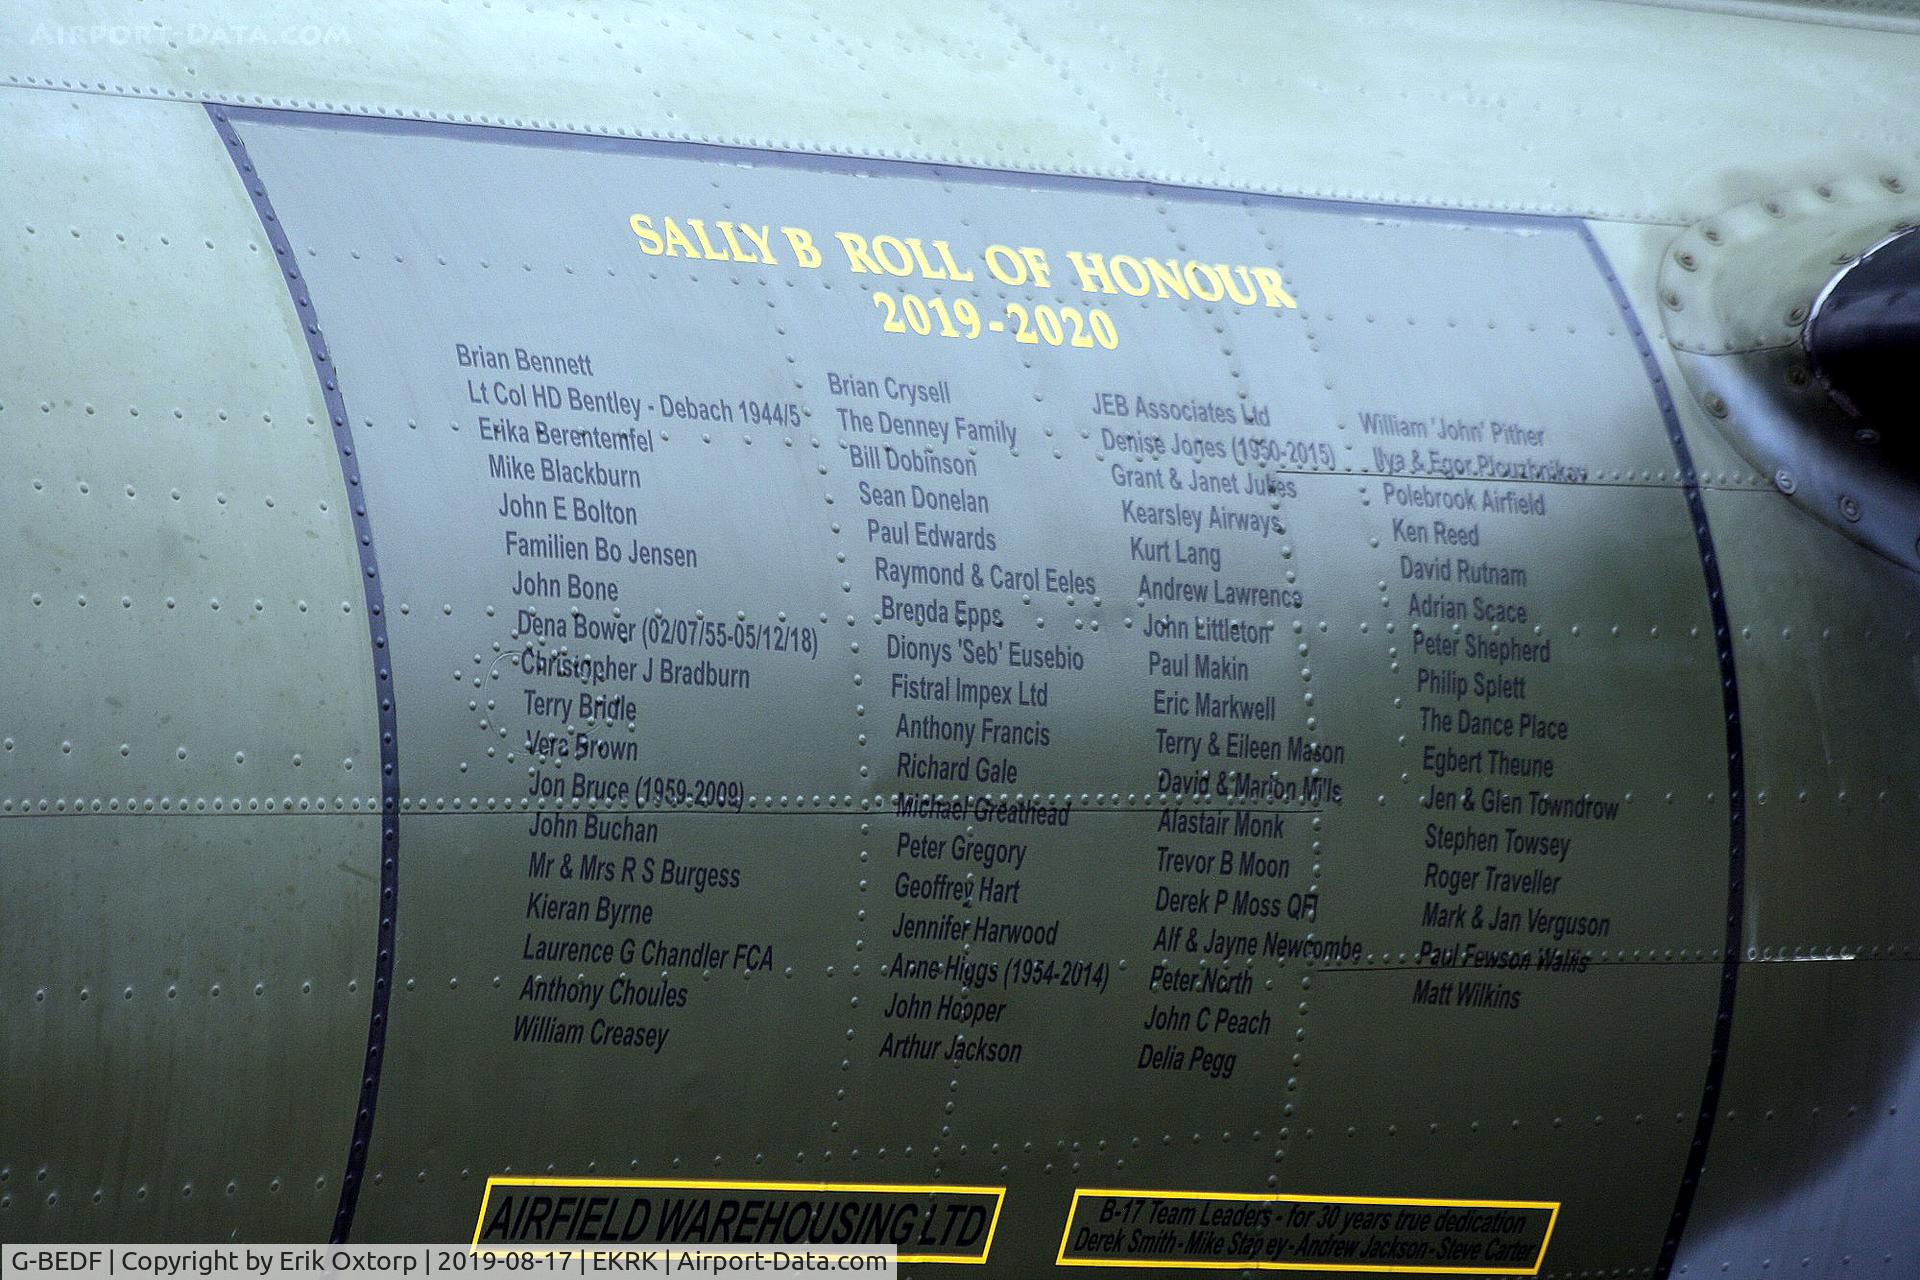 AIRPORT-DATA.COM
SALLY B ROLL OF HONOUR
2019-2020
Brian Bennett
Lt Col HD Bentley - Debach 1944/5
Erika Berentemfel
Mike Blackburn
John E Bolton
Familien Bo Jensen
John Bone
Dena Bower (02/07/55-05/12/18)
Christopher J Bradburn
Terry Bridle
Vera Brown
Jon Bruce (1959-2009)
John Buchan
Mr & Mrs R S Burgess
Kieran Byrne
Laurence G Chandler FCA
Anthony Choules
William Creasey
Brian Crysell
The Denney Family
Bill Dobinson
Sean Donelan
Paul Edwards
Raymond & Carol Eeles
Brenda Epps
Dionys 'Seb' Eusebio
Fistral Impex Ltd
Anthony Francis
Richard Gale
Michael Greathead
Peter Gregory
Geoffrey Hart
Jennifer Harwood
Anne Higgs (1954-2014)
John Hooper
Arthur Jackson
JEB Associates Ltd
Denise Jones (1950-2015)
Grant & Janet Jukes
Kearsley Airways
Kurt Lang
Andrew Lawrence
John Littleton
Paul Makin
Eric Markwell
Terry & Eileen Mason
David & Marion Mills
Alastair Monk
Trevor B Moon
Derek P Moss QFI
Alf & Jayne Newcombe
Peter North
John C Peach
Delia Pegg
William 'John' Pither
Ilya & Egor Plouzhnikov
Polebrook Airfield
Ken Reed
David Rutnam
Adrian Scace
Peter Shepherd
Philip Splett
The Dance Place
Egbert Theune
Jen & Glen Towndrow
Stephen Towsey
Roger Traveller
Mark & Jan Verguson
Paul Fewson Wallis
Matt Wilkins
AIRFIELD WAREHOUSING LTD
B-17 Team Leaders - for 30 years true dedication
Derek Smith - Mike Stapley - Andrew Jackson - Steve Carter
G-BEDF | Copyright by Erik Oxtorp | 2019-08-17 | EKRK | Airport-Data.com